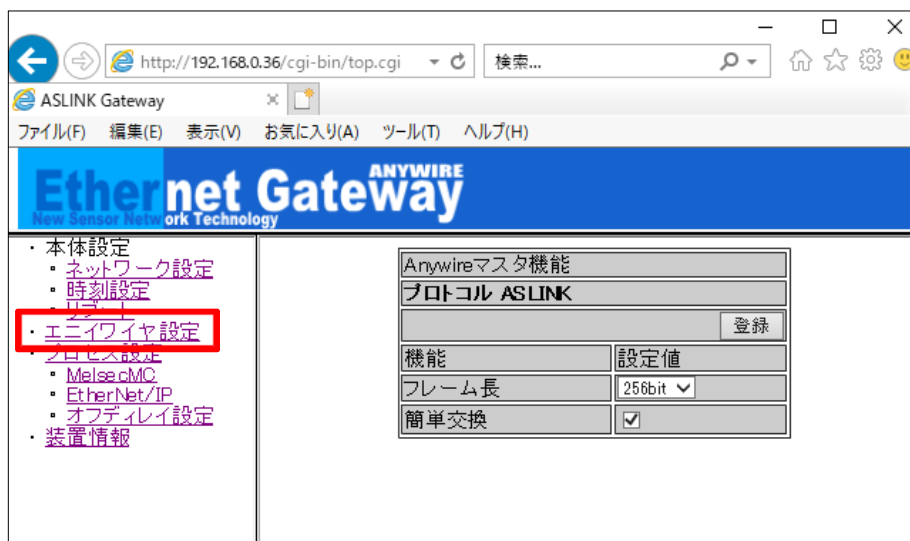 http://192.168.0.36/cgi-bin/top.cgi
検索...
ASLINK Gateway
ファイル(F) 編集(E) 表示(V) お気に入り(A) ツール(T) ヘルプ(H)
Ethernet Gateway
ANYWIRE
New Sensor Network Technology
・本体設定
ネットワーク設定
時刻設定
リブート
・エニイワイヤ設定
・プロセス設定
MelsecMC
EtherNet/IP
オフディレイ設定
・装置情報
Anywireマスタ機能
プロトコル ASLINK
登録
機能 設定値
フレーム長 256bit
簡単交換